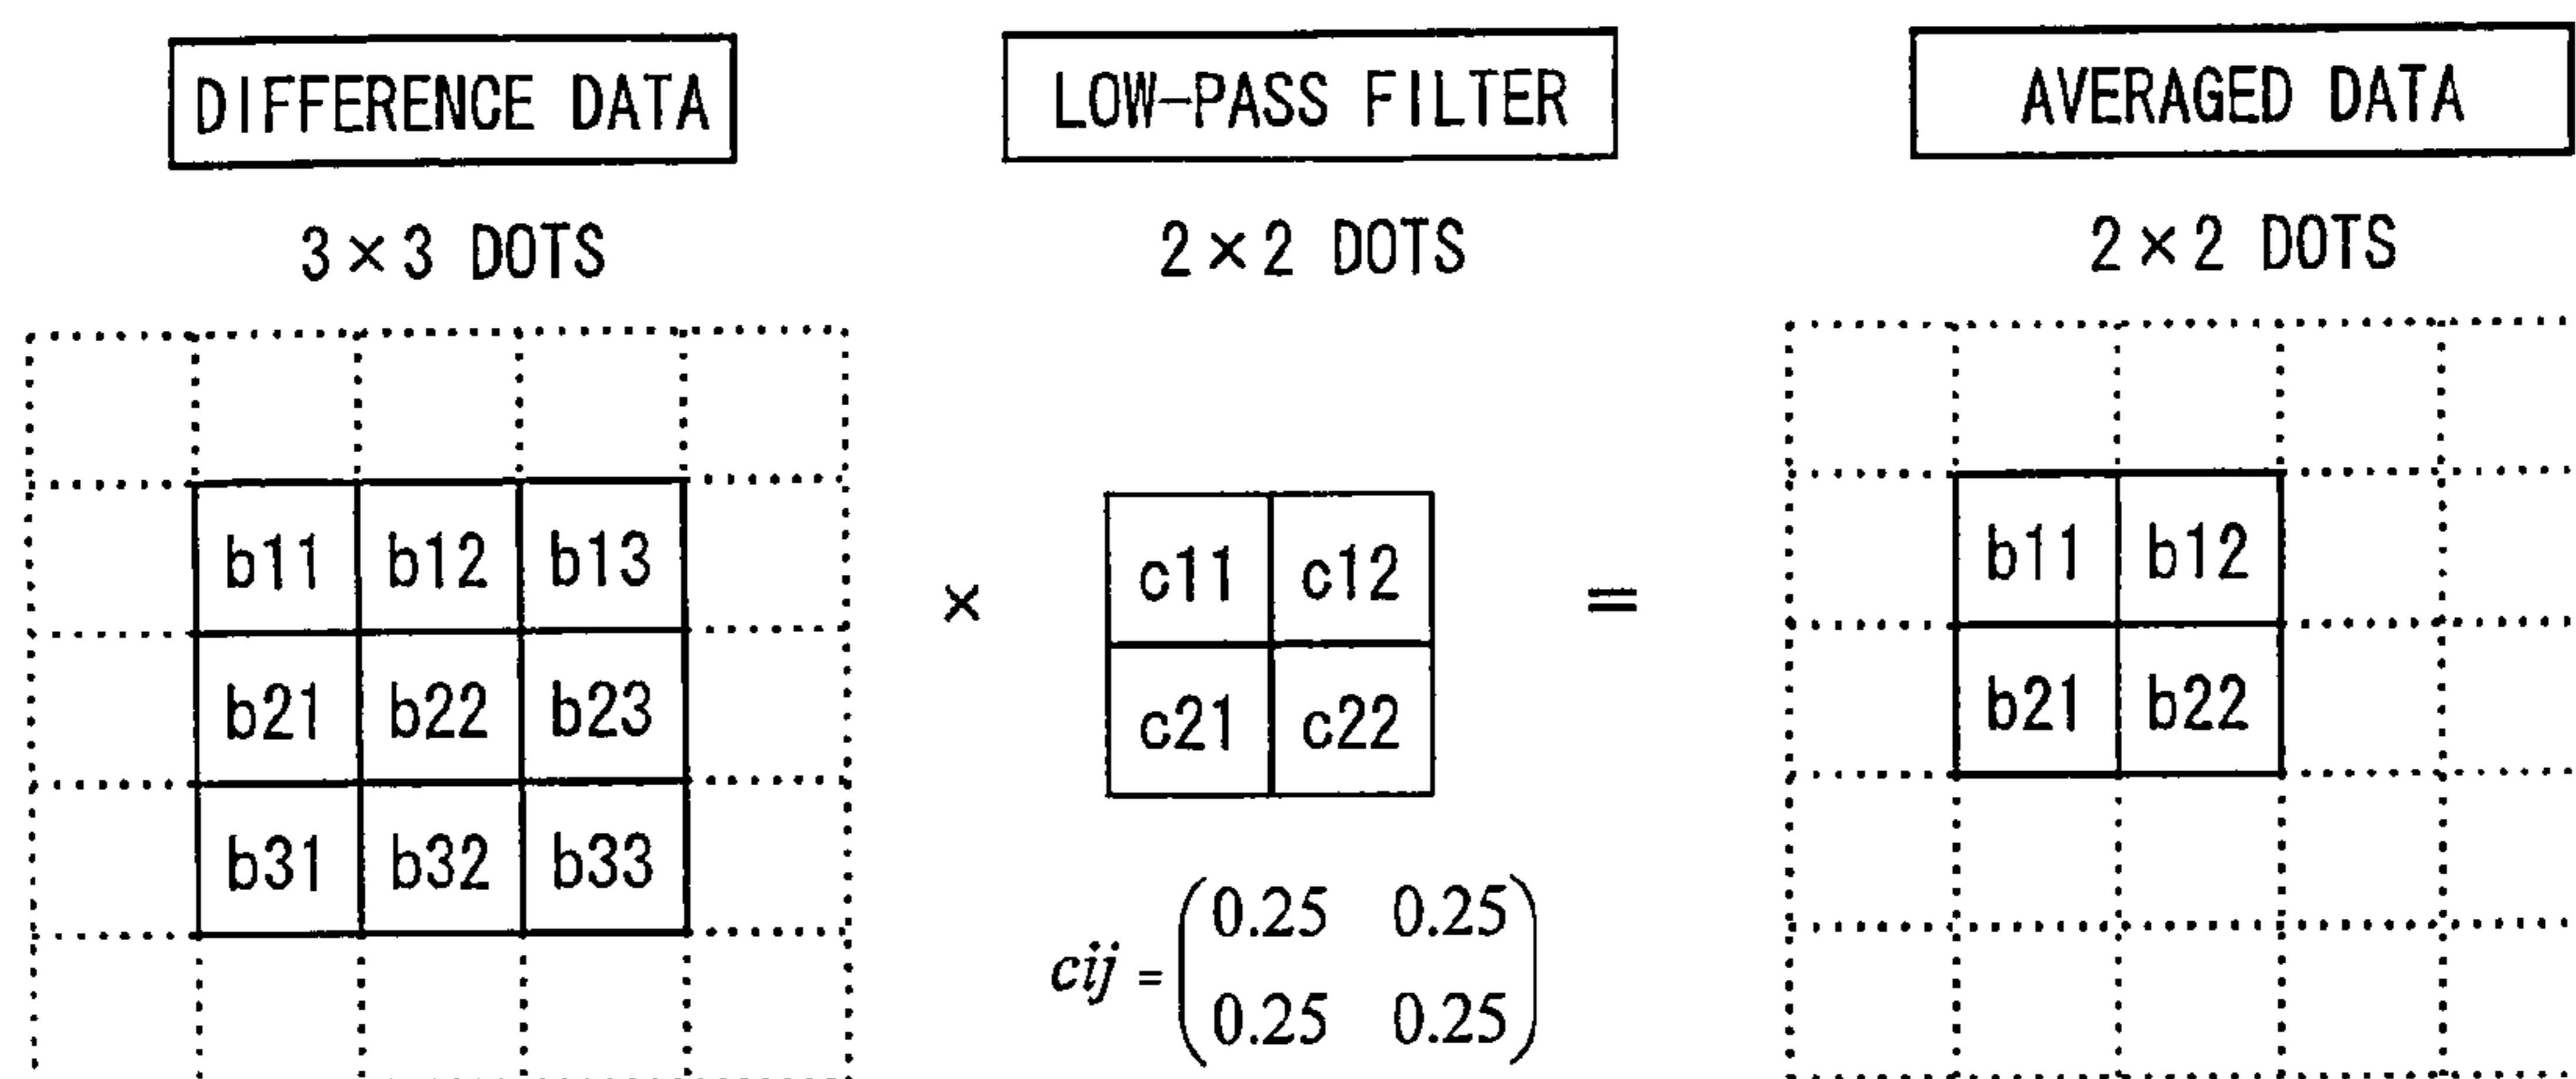 DIFFERENCE DATA
LOW-PASS FILTER
AVERAGED DATA
3×3 DOTS
2×2 DOTS
2×2 DOTS
b11 b12 b13
b21 b22 b23
b31 b32 b33
×
c11 c12
c21 c22
=
b11 b12
b21 b22
cij = (0.25 0.25
0.25 0.25)